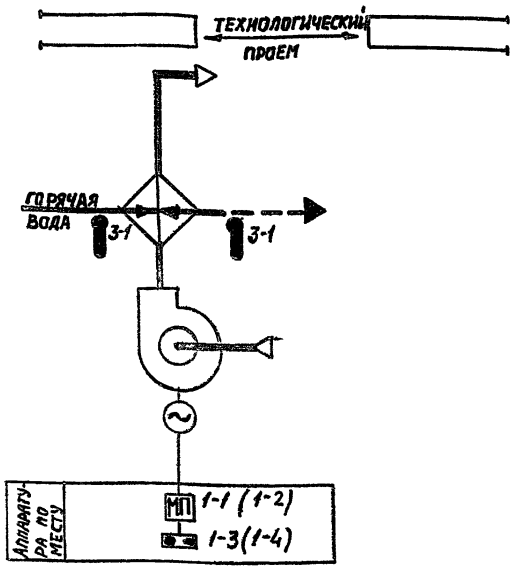 ТЕХНОЛОГИЧЕСКИЙ
ПРОЕМ
ГОРЯЧАЯ
ВОДА
3-1
3-1
АППАРАТУ-
РА ПО
МЕСТУ
МП 1-1 (1-2)
1-3 (1-4)